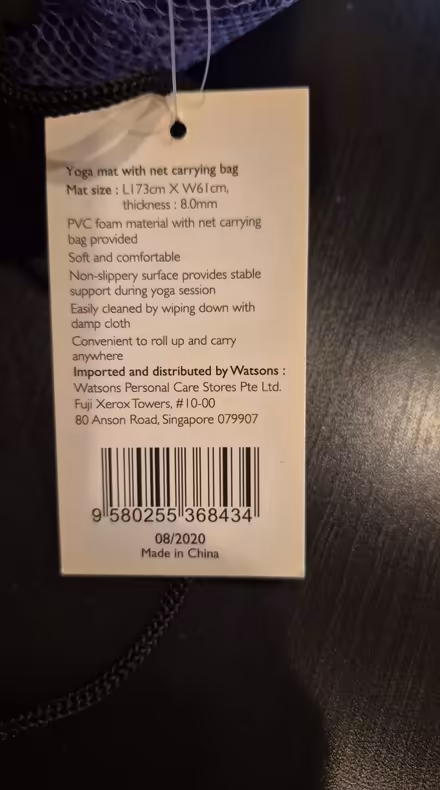 Yoga mat with net carrying bag
Mat size : L173cm X W61cm,
thickness : 8.0mm
PVC foam material with net carrying
bag provided
Soft and comfortable
Non-slippery surface provides stable
support during yoga session
Easily cleaned by wiping down with
damp cloth
Convenient to roll up and carry
anywhere
Imported and distributed by Watsons :
Watsons Personal Care Stores Pte Ltd.
Fuji Xerox Towers, #10-00
80 Anson Road, Singapore 079907
9 580255 368434
08/2020
Made in China